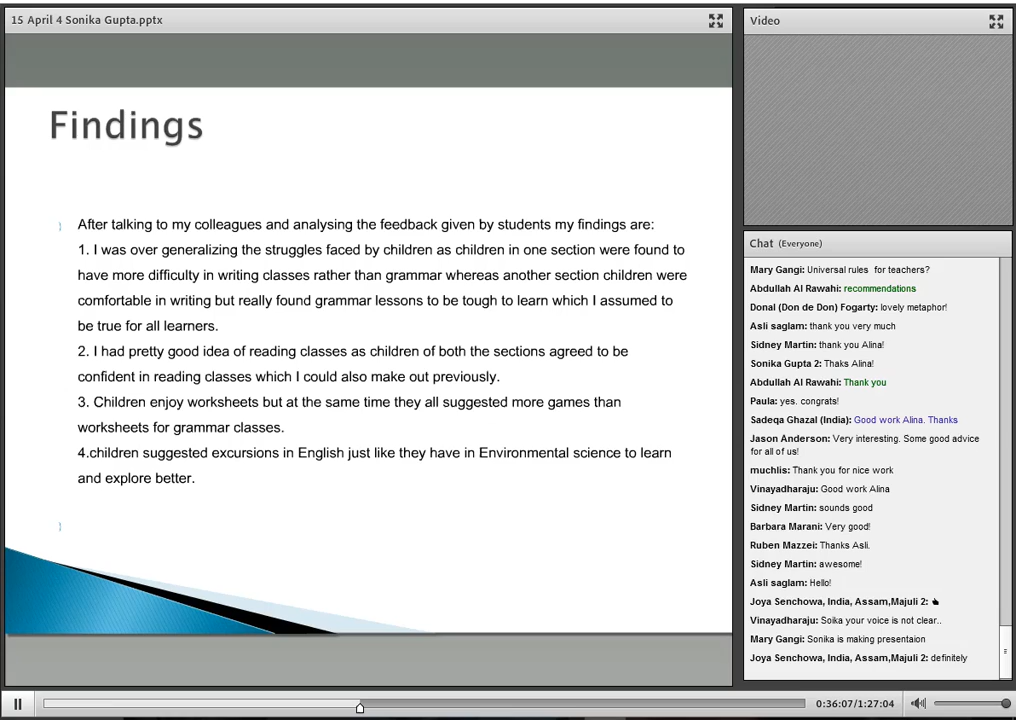 15 April 4 Sonika Gupta.pptx
Findings
After talking to my colleagues and analysing the feedback given by students my findings are:
1. I was over generalizing the struggles faced by children as children in one section were found to
have more difficulty in writing classes rather than grammar whereas another section children were
comfortable in writing but really found grammar lessons to be tough to learn which I assumed to
be true for all learners.
2. I had pretty good idea of reading classes as children of both the sections agreed to be
confident in reading classes which I could also make out previously.
3. Children enjoy worksheets but at the same time they all suggested more games than
worksheets for grammar classes.
4.children suggested excursions in English just like they have in Environmental science to learn
and explore better.
Video
Chat (Everyone)
Mary Gangi: Universal rules for teachers?
Abdullah Al Rawahi: recommendations
Donal (Don de Don) Fogarty: lovely metaphor!
Asli saglam: thank you very much
Sidney Martin: thank you Alina!
Sonika Gupta 2: Thaks Alina!
Abdullah Al Rawahi: Thank you
Paula: yes. congrats!
Sadeqa Ghazal (India): Good work Alina. Thanks
Jason Anderson: Very interesting. Some good advice
for all of us!
muchlis: Thank you for nice work
Vinayadharaju: Good work Alina
Sidney Martin: sounds good
Barbara Marani: Very good!
Ruben Mazzei: Thanks Asli.
Sidney Martin: awesome!
Asli saglam: Hello!
Joya Senchowa, India, Assam,Majuli 2:
Vinayadharaju: Soika your voice is not clear..
Mary Gangi: Sonika is making presentaion
Joya Senchowa, India, Assam,Majuli 2: definitely
0:36:07/1:27:04